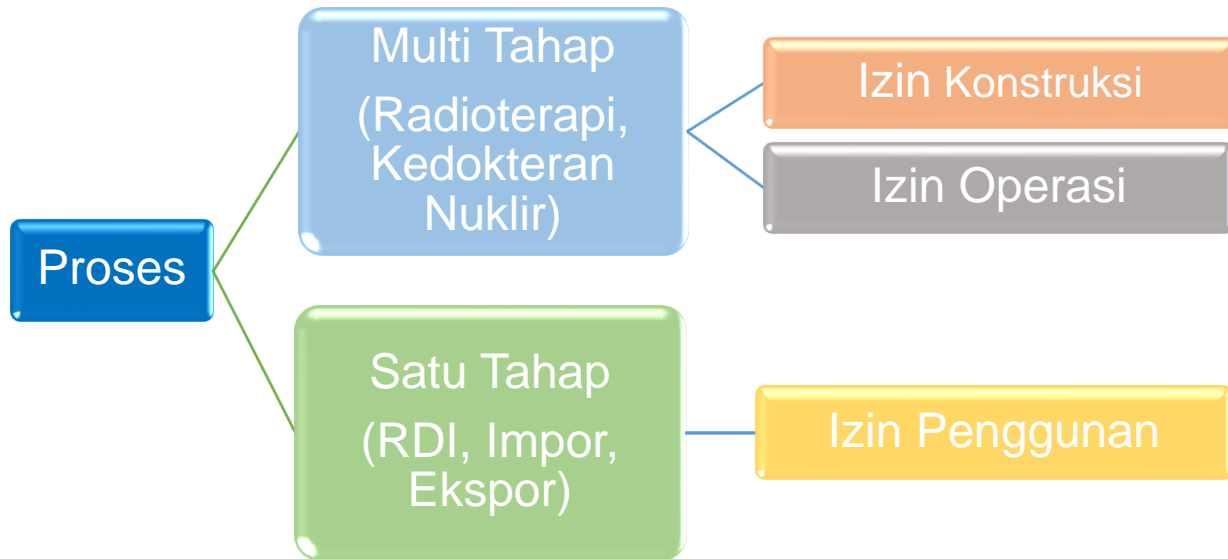 Proses
Multi Tahap
(Radioterapi,
Kedokteran
Nuklir)
Izin Konstruksi
Izin Operasi
Satu Tahap
(RDI, Impor,
Ekspor)
Izin Penggunan